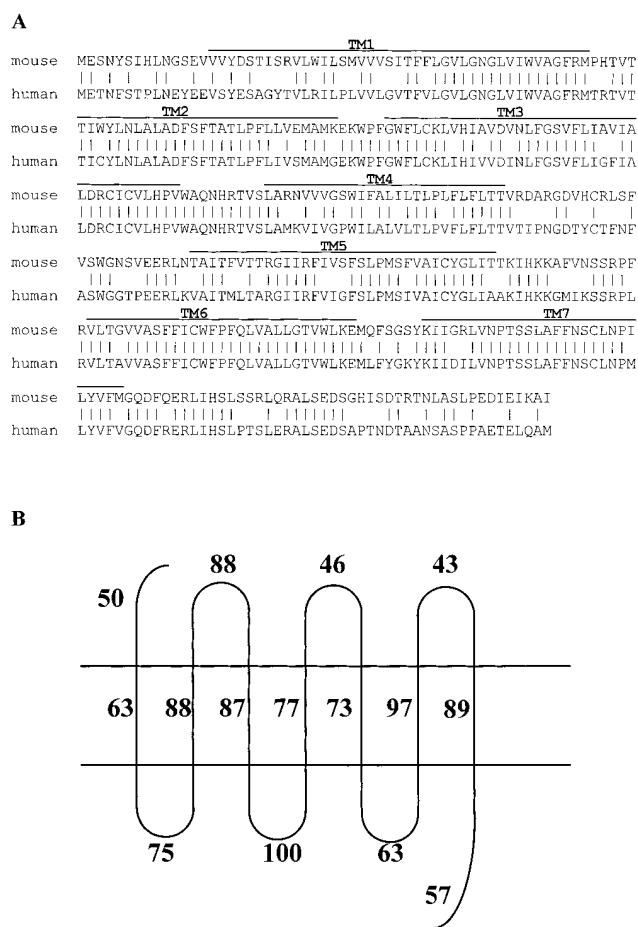 A
TM1
mouse MESNYSIHLNGSEVVVYDSTISRVLWILSMVVVSITFFLGVLGNGLVIWVAGFRMPHTVT
human METNFSTPLNEYEEVSYESAGYTVLRILPLVVLGVTFVLGVLGNGLVIWVAGFRMTRTVT
TM2 TM3
mouse TIWYLNLALADFSFTATLPFLLVEMAMKEKWPFGWFLCKLVHIAVDVNLFGSVFLIAVIA
human TICYLNLALADFSFTATLPFLIVSMAMGEKWPFGWFLCKLIHIVVDINLFGSVFLIGFIA
TM4
mouse LDRCICVLHPVWAQNHRTVSLARNVVVGSWIFALILTLPLFLFLTTVRDARGDVHCRLSF
human LDRCICVLHPVWAQNHRTVSLAMKVIVGPWILALVLTLPVFLFLTTVTIPNGDTYCTFNF
TM5
mouse VSWGNSVEERLNTAITFVTTRGIIRFIVSFSLPMSFVAICYGLITTKIHKKAFVNSSRPF
human ASWGGTPEERLKVAITMLTARGIIRFVIGFSLPMSIVAICYGLIAAKIHKKGMIKSSRPL
TM6 TM7
mouse RVLTGVVASFFICWFPFQLVALLGTVWLKEMQFSGSYKIIGRLVNPTSSLAFFNSCLNPI
human RVLTAVVASFFICWFPFQLVALLGTVWLKEMLFYGKYKIIDILVNPTSSLAFFNSCLNPM
mouse LYVFMGQDFQERLIHSLSSRLQRALSEDSGHISDTRTNLASLPEDIEIKAI
human LYVFVGQDFRERLIHSLPTSLERALSEDSAPTNDTAANSASPPAETELQAM
B
88 46 43
50
63 88 87 77 73 97 89
75 100 63
57